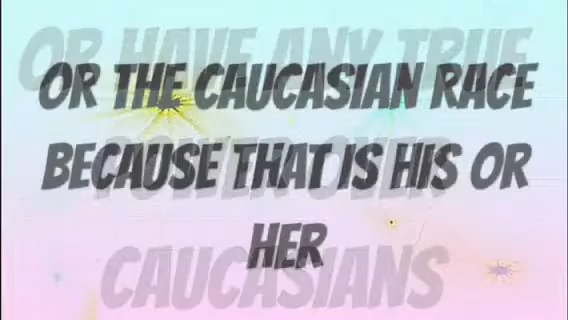 OR HAVE ANY TRUE
OR THE CAUCASIAN RACE
POWER OVER
BECAUSE THAT IS HIS OR
HER
CAUCASIANS